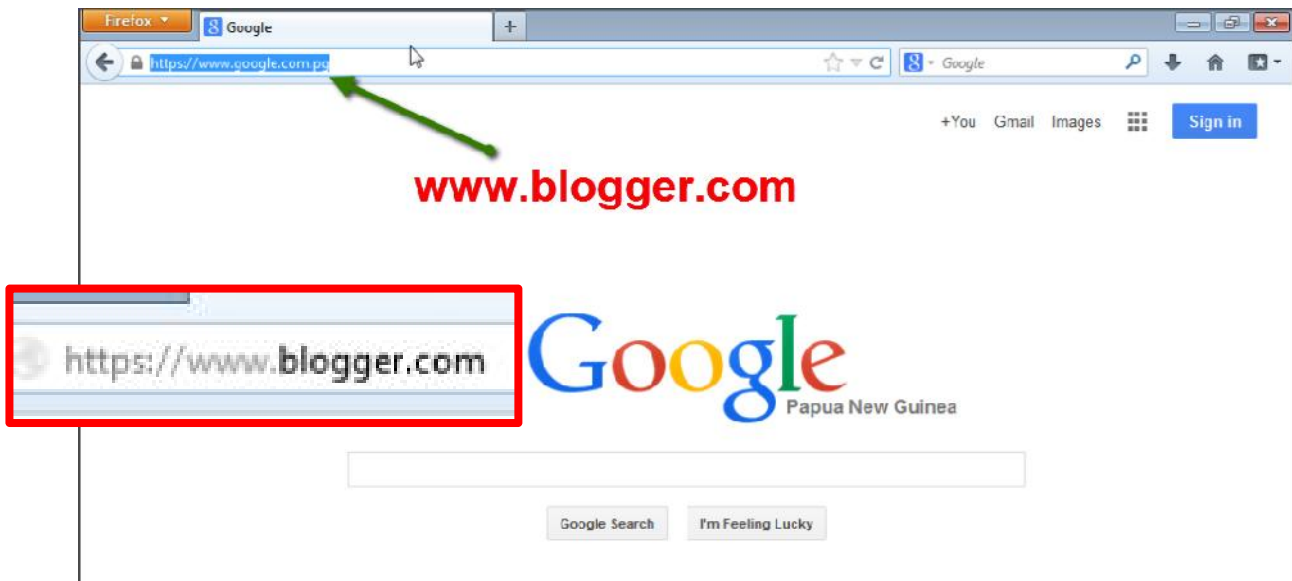 Firefox
Google
+
https://www.google.com.pg
Google
+You Gmail Images Sign in
www.blogger.com
https://www.blogger.com
Google
Papua New Guinea
Google Search I'm Feeling Lucky